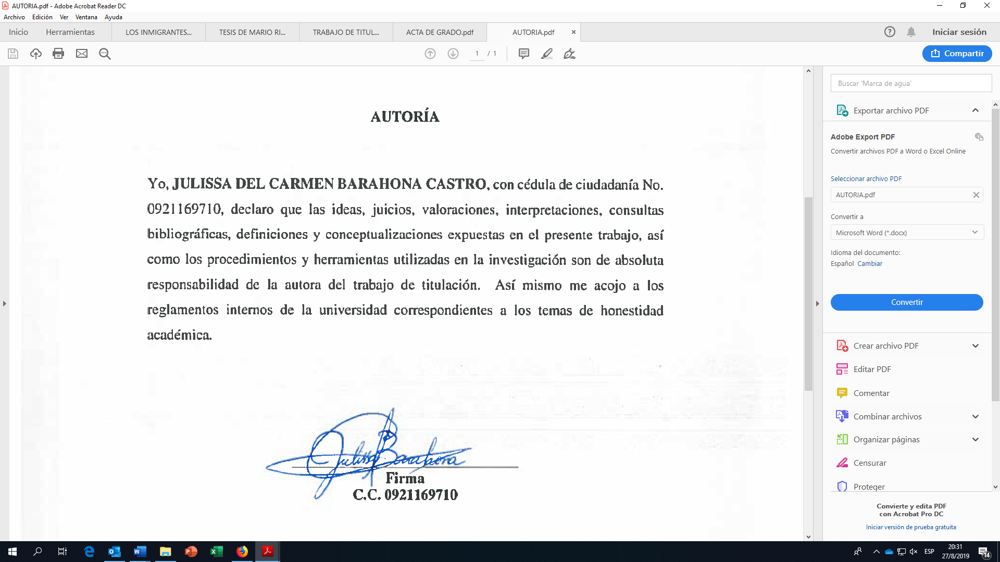 AUTORIA.pdf - Adobe Acrobat Reader DC
Archivo Edición Ver Ventana Ayuda
Inicio Herramientas LOS INMIGRANTES... TESIS DE MARIO RI... TRABAJO DE TITUL... ACTA DE GRADO.pdf AUTORIA.pdf Iniciar sesión
1 / 1 Compartir
AUTORÍA
Yo, JULISSA DEL CARMEN BARAHONA CASTRO, con cédula de ciudadanía No.
0921169710, declaro que las ideas, juicios, valoraciones, interpretaciones, consultas
bibliográficas, definiciones y conceptualizaciones expuestas en el presente trabajo, así
como los procedimientos y herramientas utilizadas en la investigación son de absoluta
responsabilidad de la autora del trabajo de titulación. Así mismo me acojo a los
reglamentos internos de la universidad correspondientes a los temas de honestidad
académica.
Julissa Barahona
Firma
C.C. 0921169710
Buscar 'Marca de agua'
Exportar archivo PDF
Adobe Export PDF
Convertir archivos PDF a Word o Excel Online
Seleccionar archivo PDF
AUTORIA.pdf
Convertir a
Microsoft Word (*.docx)
Idioma del documento:
Español Cambiar
Convertir
Crear archivo PDF
Editar PDF
Comentar
Combinar archivos
Organizar páginas
Censurar
Proteger
Convierte y edita PDF
con Acrobat Pro DC
Iniciar versión de prueba gratuita
ESP
20:31
27/8/2019
14